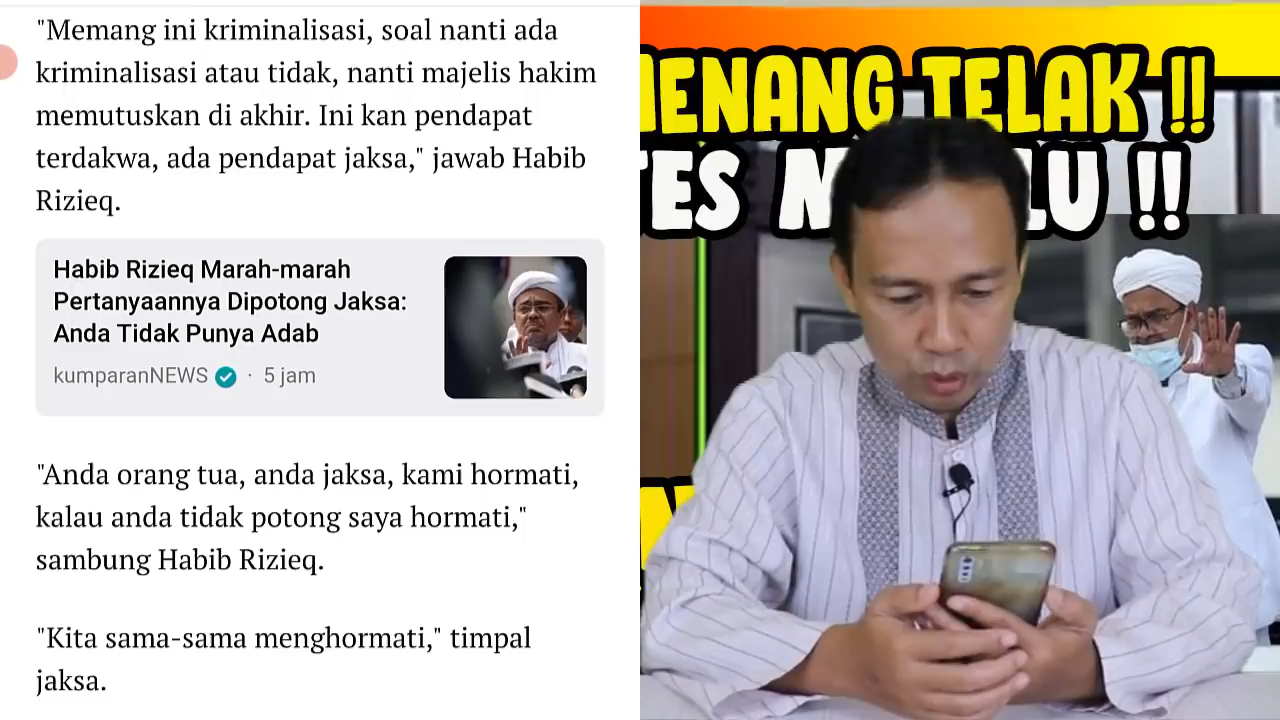 "Memang ini kriminalisasi, soal nanti ada
kriminalisasi atau tidak, nanti majelis hakim
memutuskan di akhir. Ini kan pendapat
terdakwa, ada pendapat jaksa," jawab Habib
Rizieq.
Habib Rizieq Marah-marah
Pertanyaannya Dipotong Jaksa:
Anda Tidak Punya Adab
kumparanNEWS · 5 jam
"Anda orang tua, anda jaksa, kami hormati,
kalau anda tidak potong saya hormati,"
sambung Habib Rizieq.
"Kita sama-sama menghormati," timpal
jaksa.
MENANG TELAK !!